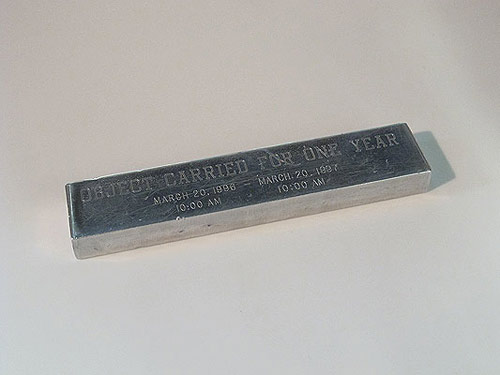 OBJECT CARRIED FOR ONE YEAR
MARCH. 20, 1996 — MARCH. 20, 1997
10:00 AM 10:00 AM